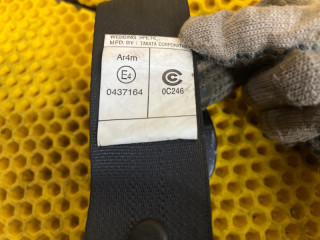 WEBBING SPEC.
MFD. BY : TAKATA CORPORATION
Ar4m
E4
0437164
0C246